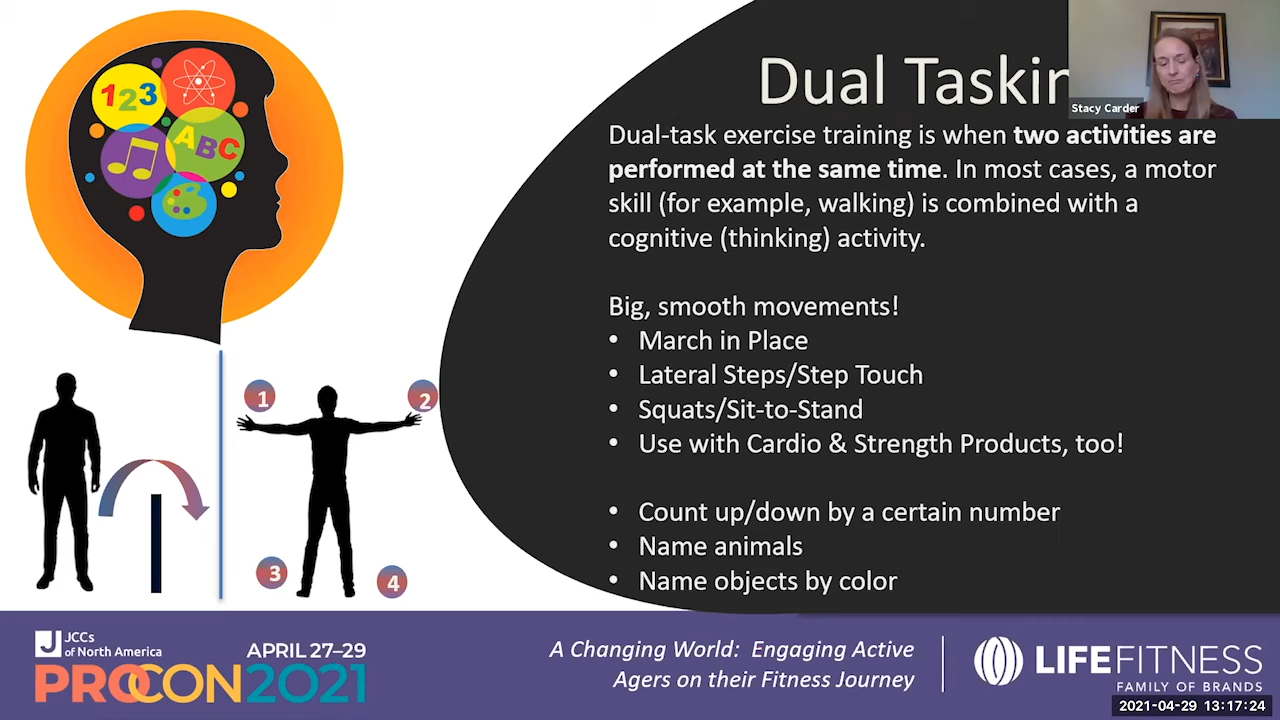 123
ABC
Dual Taskin
Stacy Carder
Dual-task exercise training is when two activities are
performed at the same time. In most cases, a motor
skill (for example, walking) is combined with a
cognitive (thinking) activity.
Big, smooth movements!
• March in Place
• Lateral Steps/Step Touch
• Squats/Sit-to-Stand
• Use with Cardio & Strength Products, too!
• Count up/down by a certain number
• Name animals
• Name objects by color
1
2
3
4
J JCCs
of North America
APRIL 27–29
PROCON 2021
A Changing World: Engaging Active
Agers on their Fitness Journey
LIFEFITNESS
FAMILY OF BRANDS
2021-04-29 13:17:24